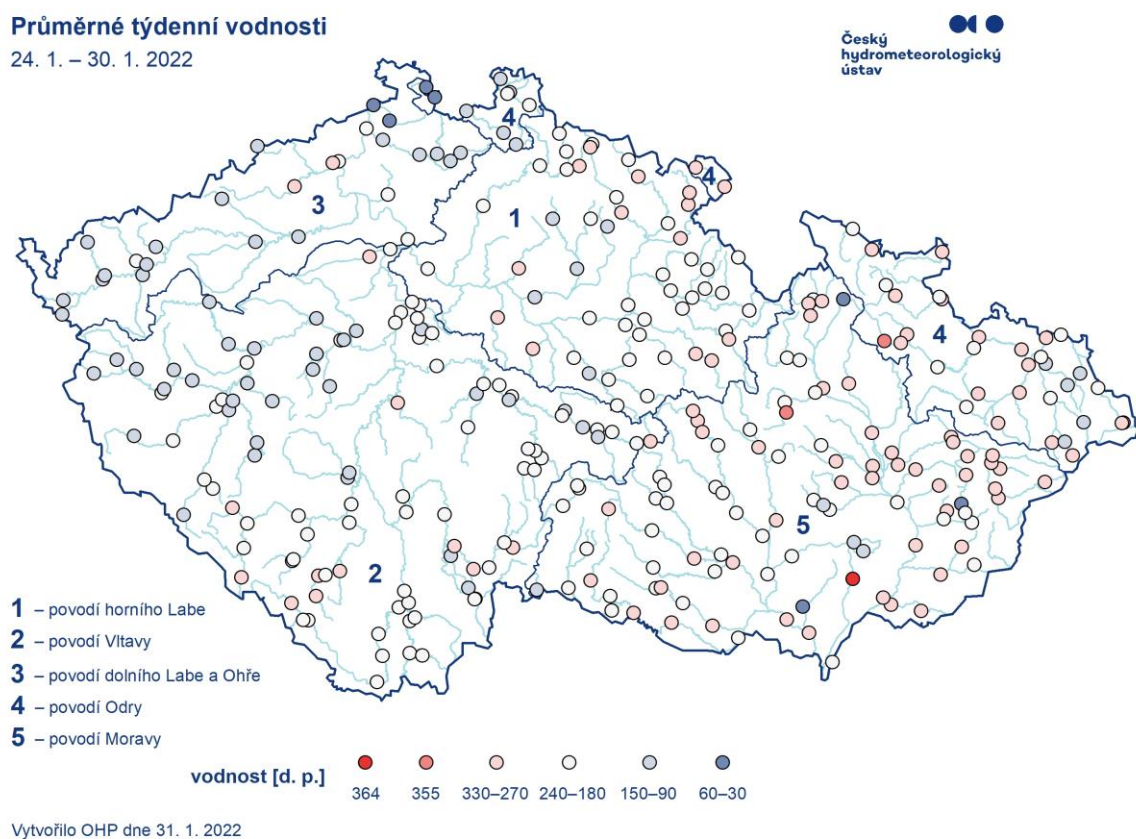 Průměrné týdenní vodnosti
24. 1. – 30. 1. 2022
Český
hydrometeorologický
ústav
4
4
3
1
4
5
2
1 – povodí horního Labe
2 – povodí Vltavy
3 – povodí dolního Labe a Ohře
4 – povodí Odry
5 – povodí Moravy
vodnost [d. p.]
364 355 330–270 240–180 150–90 60–30
Vytvořilo OHP dne 31. 1. 2022